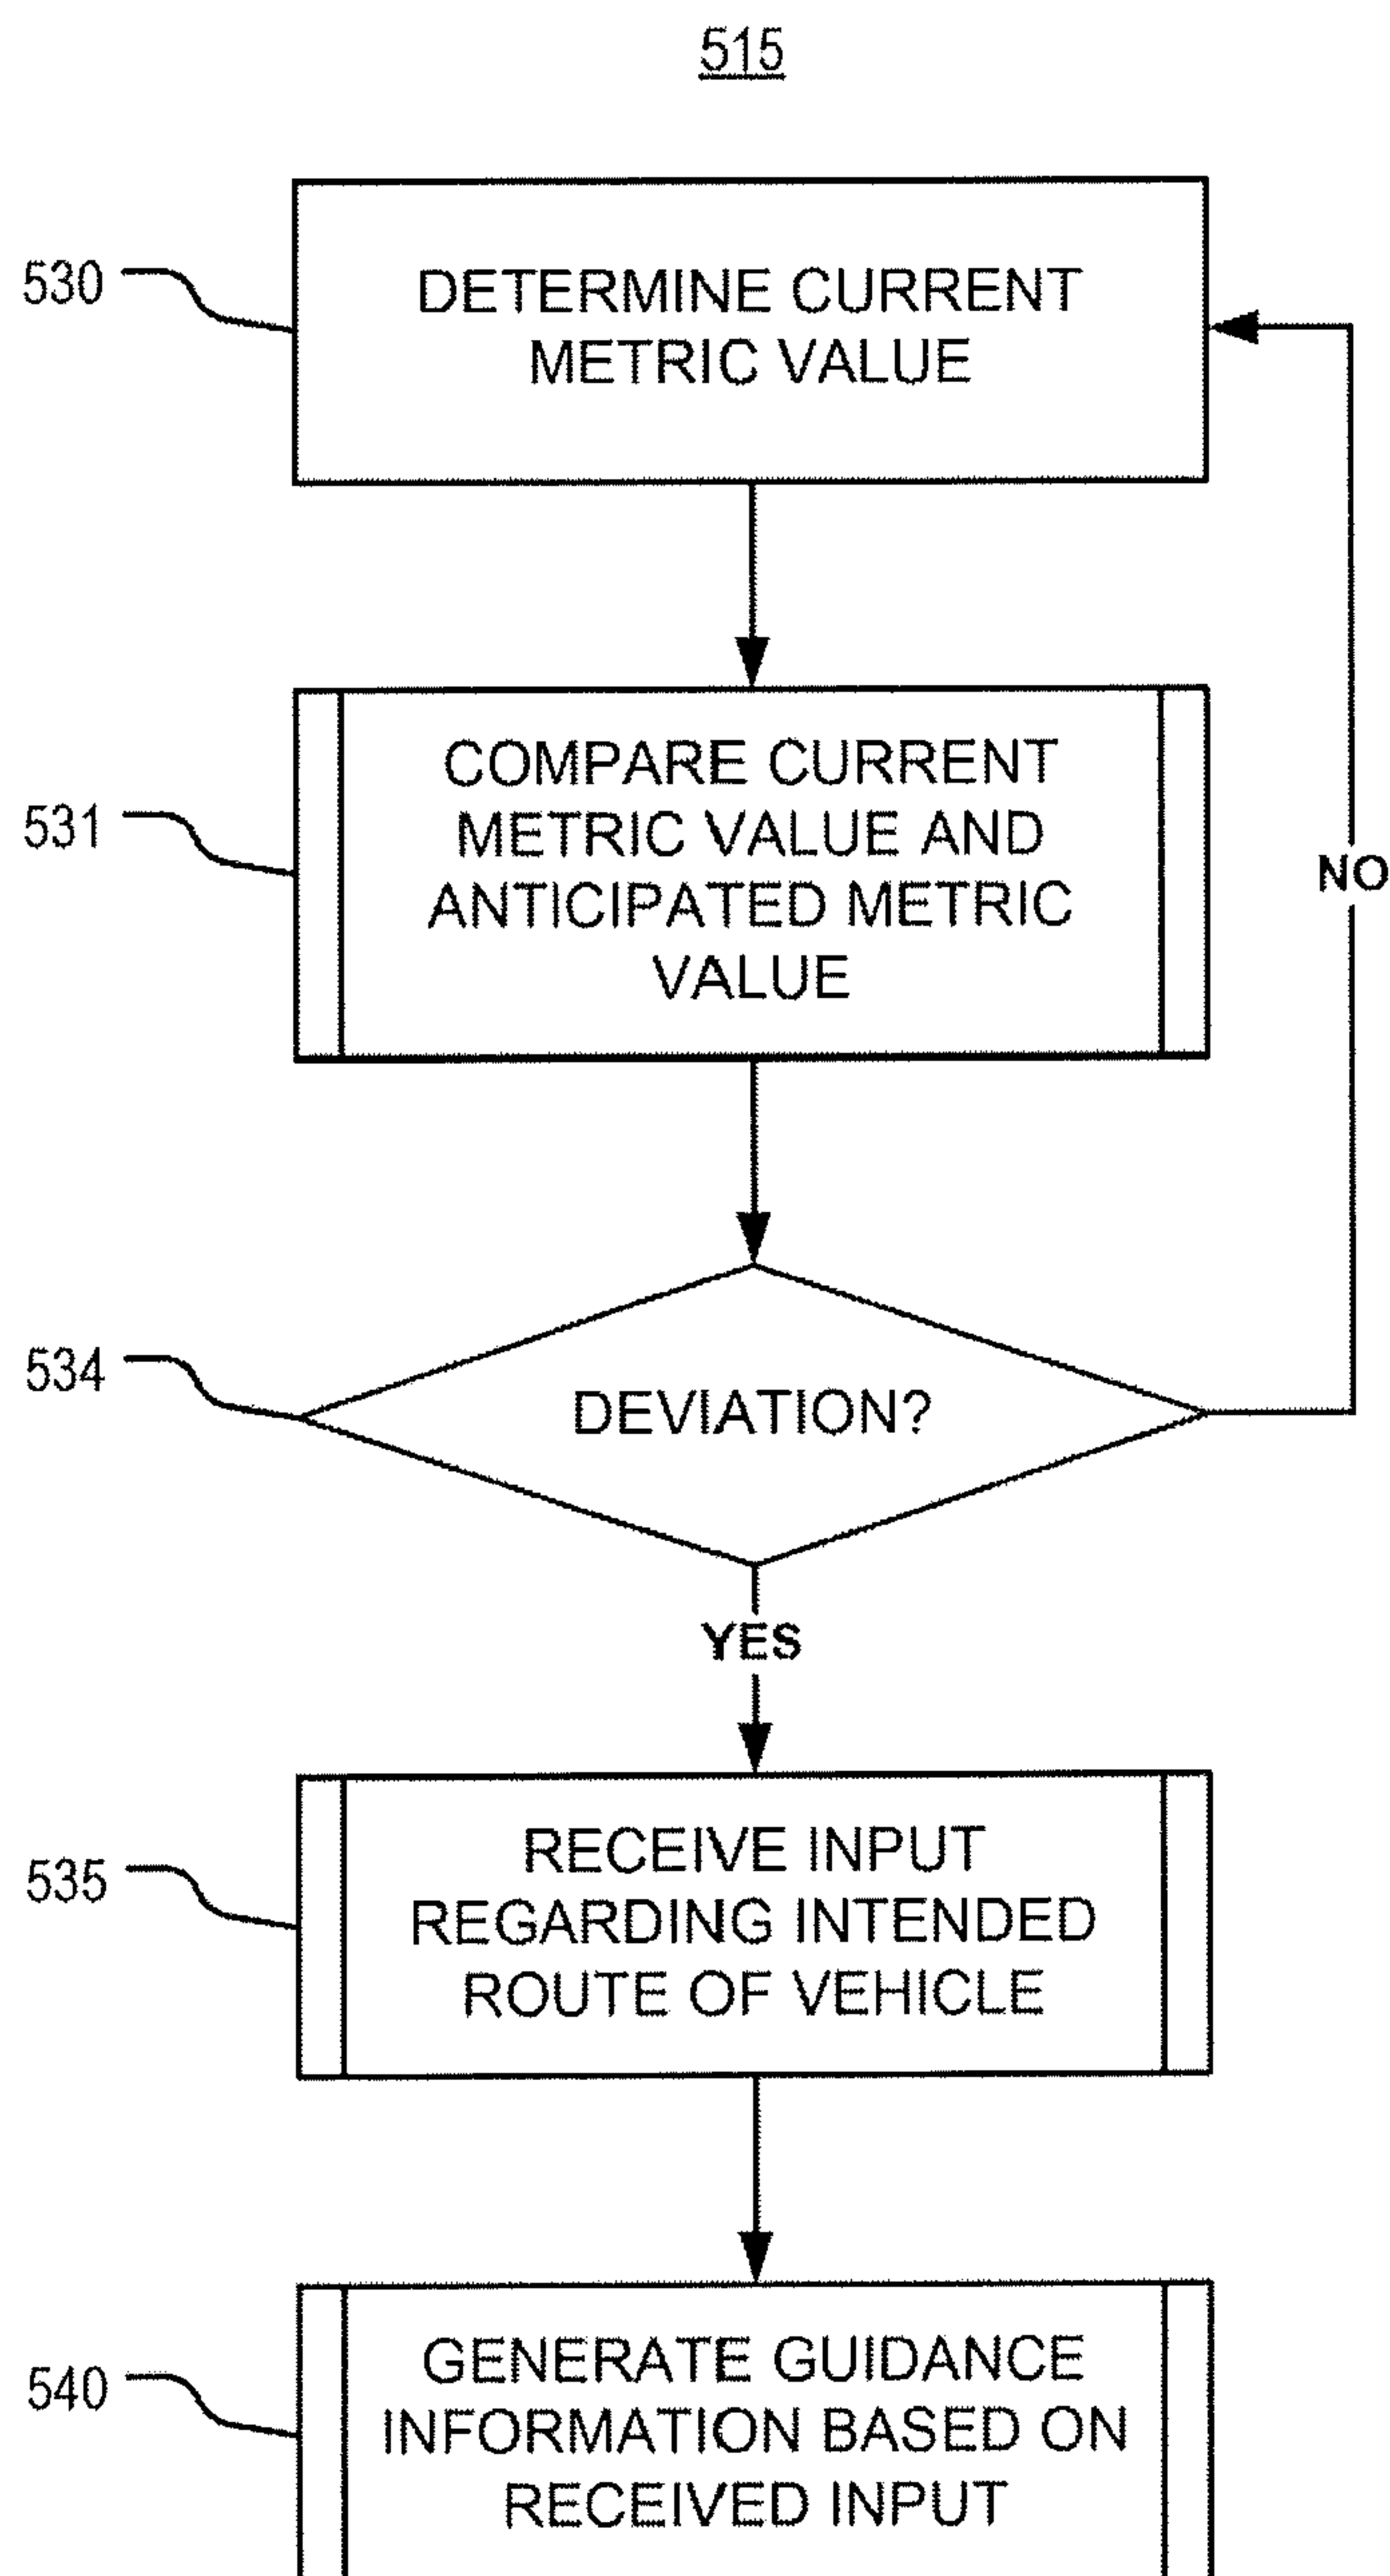 515
530
DETERMINE CURRENT
METRIC VALUE
531
COMPARE CURRENT
METRIC VALUE AND
ANTICIPATED METRIC
VALUE
NO
534
DEVIATION?
YES
535
RECEIVE INPUT
REGARDING INTENDED
ROUTE OF VEHICLE
540
GENERATE GUIDANCE
INFORMATION BASED ON
RECEIVED INPUT